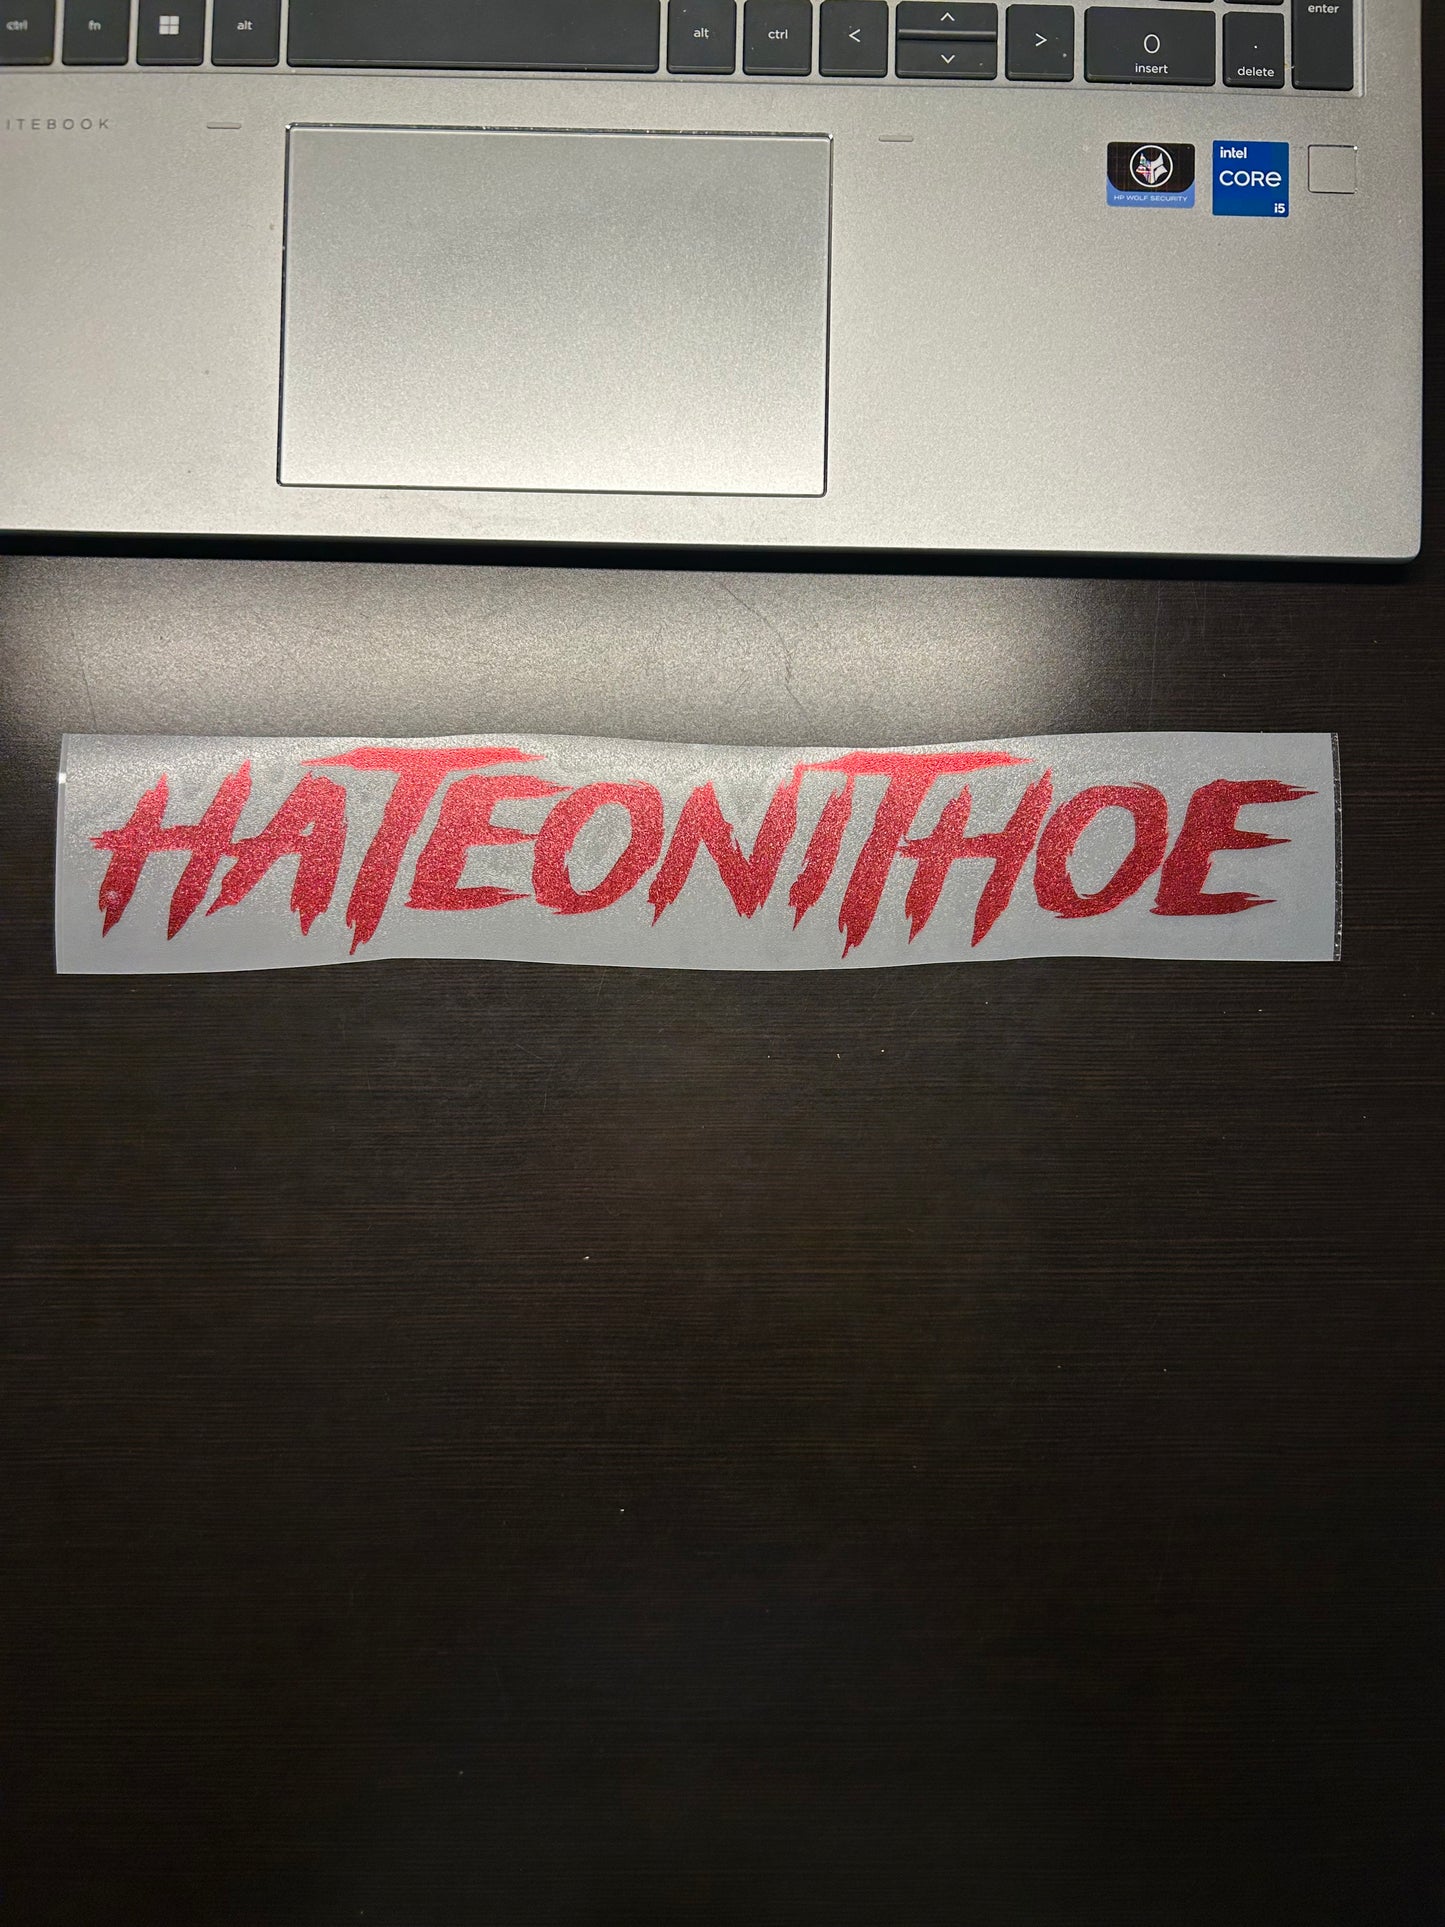 ctrl fn alt alt ctrl < ^ > 0 . enter
v insert delete
ITEBOOK
HP WOLF SECURITY
intel
CORE
i5
HATEONITHOE